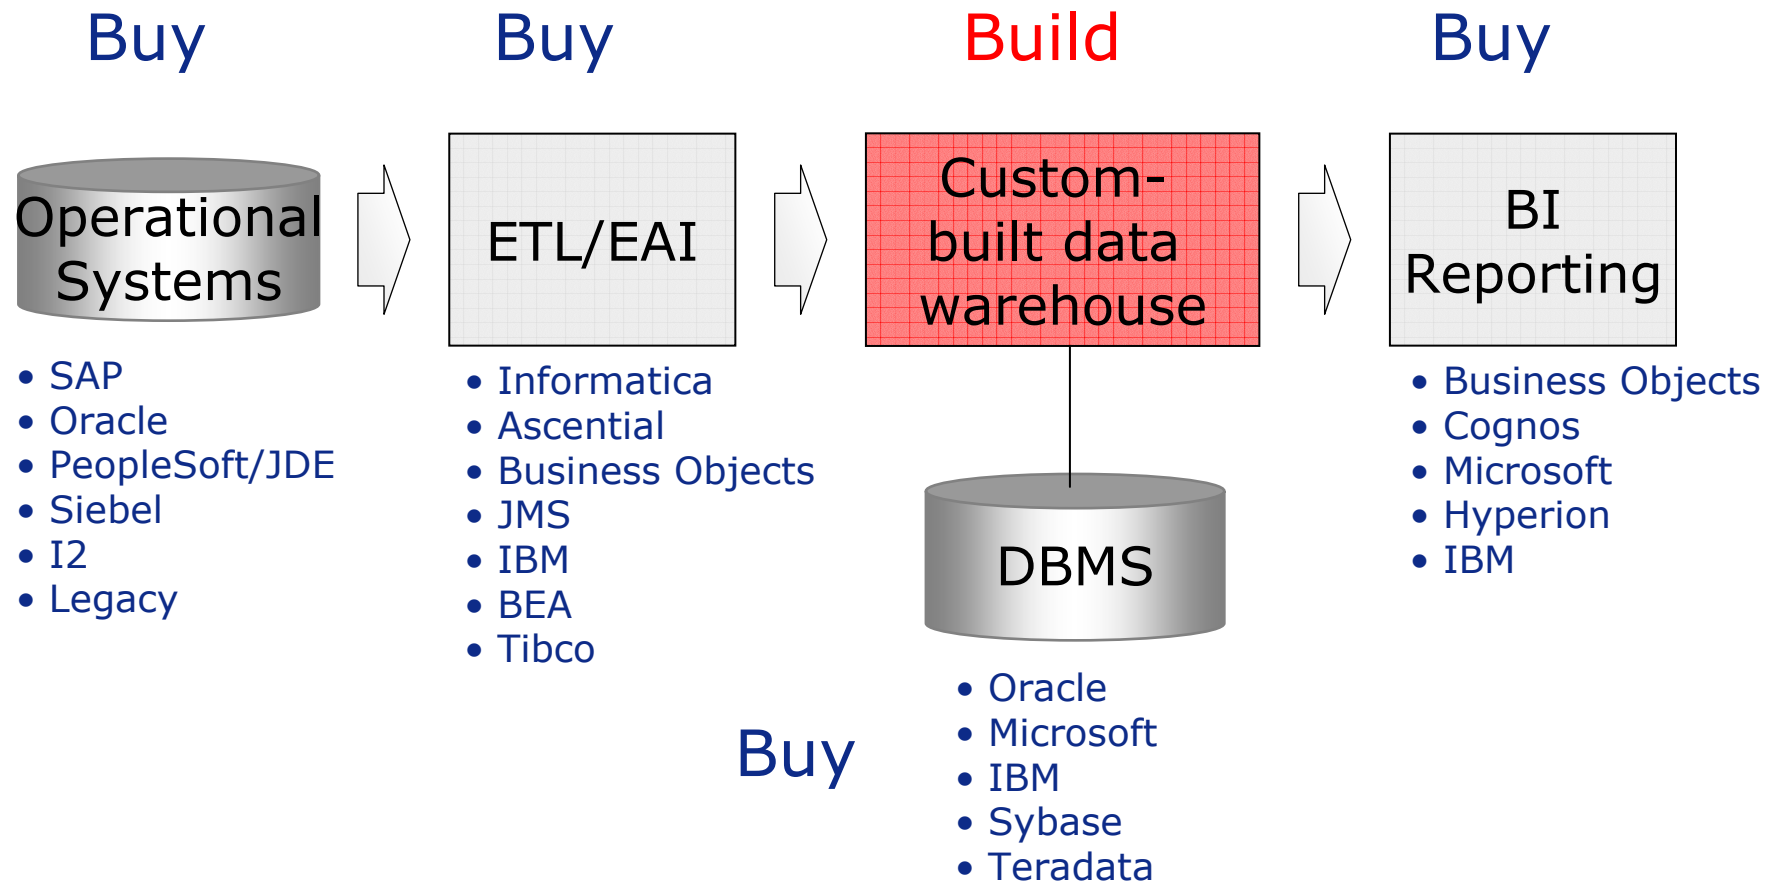 Buy
Buy
Build
Buy
Operational
Systems
ETL/EAI
Custom-
built data
warehouse
BI
Reporting
• SAP
• Oracle
• PeopleSoft/JDE
• Siebel
• I2
• Legacy
• Informatica
• Ascential
• Business Objects
• JMS
• IBM
• BEA
• Tibco
• Business Objects
• Cognos
• Microsoft
• Hyperion
• IBM
DBMS
Buy
• Oracle
• Microsoft
• IBM
• Sybase
• Teradata